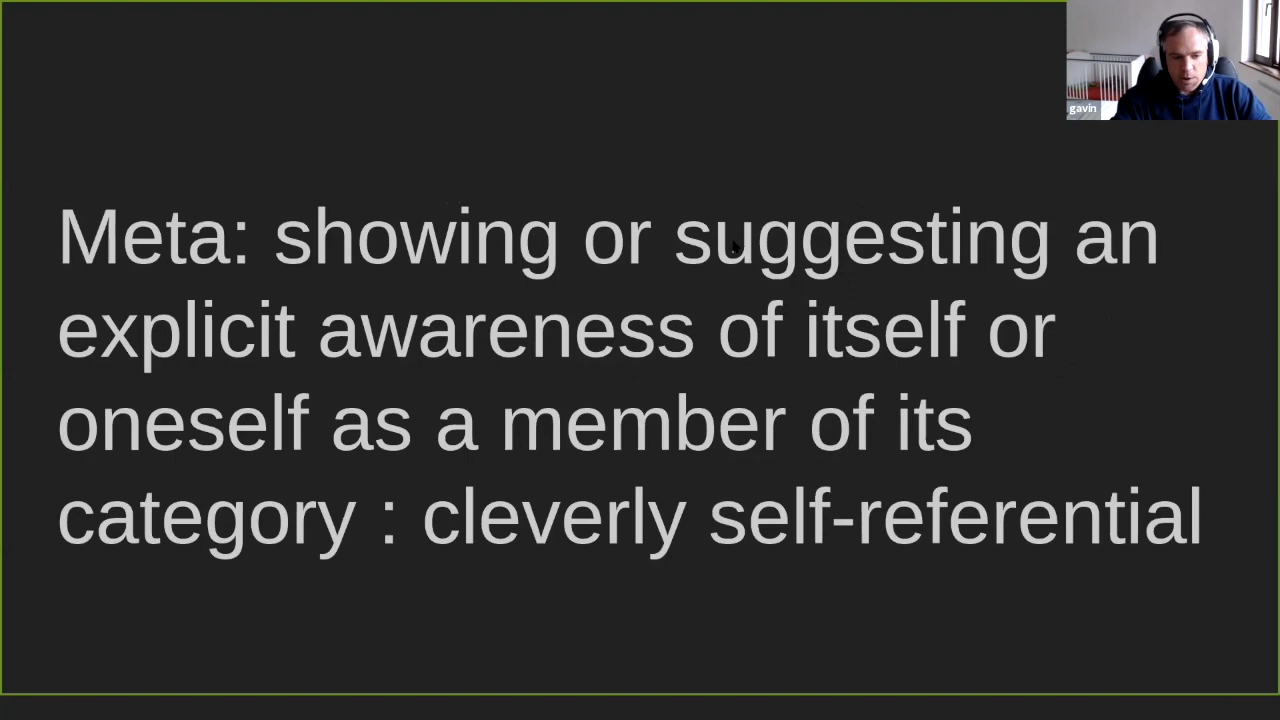 gavin
Meta: showing or suggesting an
explicit awareness of itself or
oneself as a member of its
category : cleverly self-referential